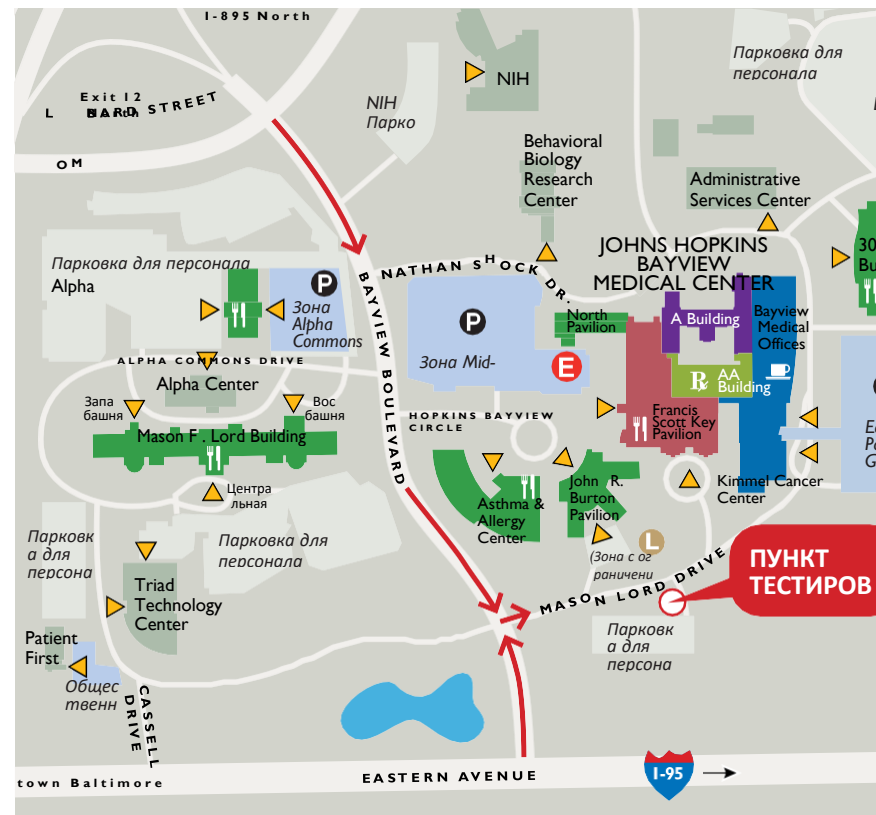 I-895 North
Exit 12
STREET
NIH
Парко
NIH
Парковка для
персонала
Behavioral
Biology
Research
Center
Administrative
Services Center
JOHNS HOPKINS
BAYVIEW
MEDICAL CENTER
NATHAN SHOCK DR.
Парковка для персонала
Alpha
P
Зона
Alpha
Commons
P
Зона Mid-
North
Pavilion
E
A Building
Bayview
Medical
Offices
30
Bu
AA
Building
ALPHA COMMONS DRIVE
Alpha Center
Запа
башня
Вос
башня
Mason F . Lord Building
Центра
льная
BAYVIEW BOULEVARD
HOPKINS BAYVIEW
CIRCLE
Francis
Scott Key
Pavilion
Asthma &
Allergy
Center
John R.
Burton
Pavilion
Kimmel Cancer
Center
L
(Зона с ог
раничени
Парковк
а для
персона
Парковка для
персонала
Triad
Technology
Center
MASON LORD DRIVE
ПУНКТ
ТЕСТИРОВ
Парковк
а для
персона
Patient
First
Общес
твенн
CASSELL
DRIVE
town Baltimore
EASTERN AVENUE
I-95